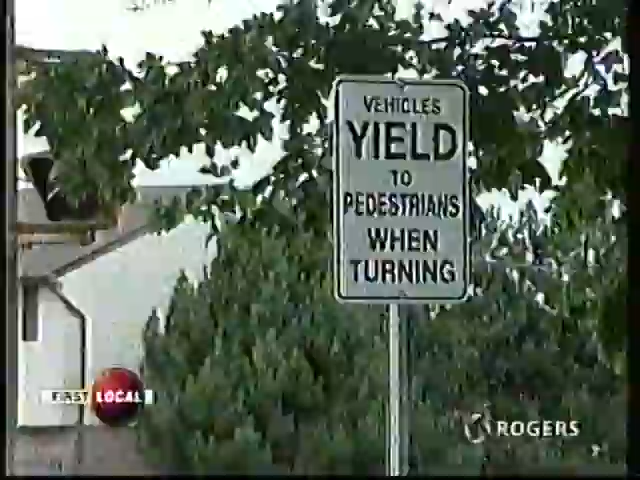 VEHICLES
YIELD
TO
PEDESTRIANS
WHEN
TURNING
FIRST LOCAL
ROGERS